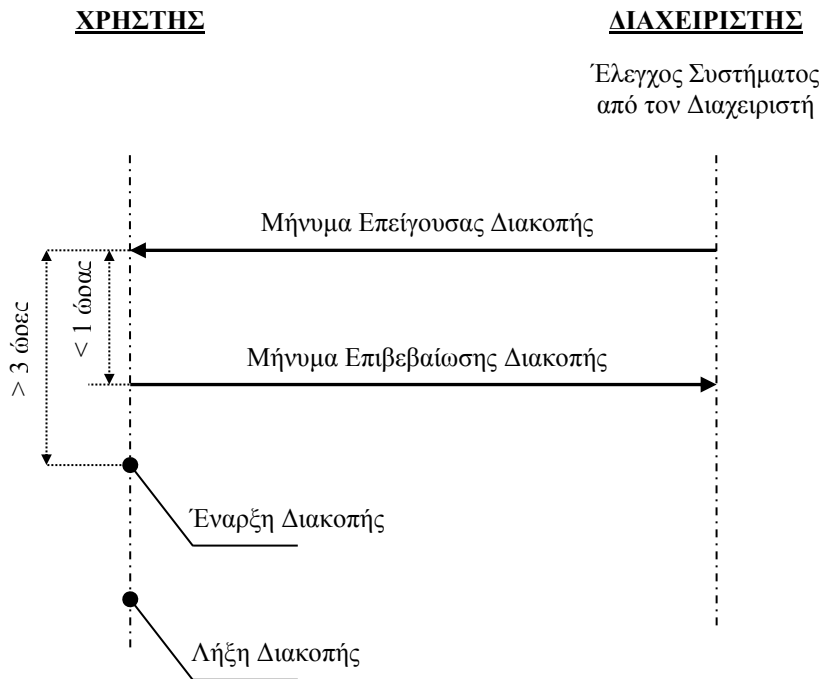 ΧΡΗΣΤΗΣ
ΔΙΑΧΕΙΡΙΣΤΗΣ
Έλεγχος Συστήματος
από τον Διαχειριστή
Μήνυμα Επείγουσας Διακοπής
< 1 ώρας
> 3 ώρες
Μήνυμα Επιβεβαίωσης Διακοπής
Έναρξη Διακοπής
Λήξη Διακοπής